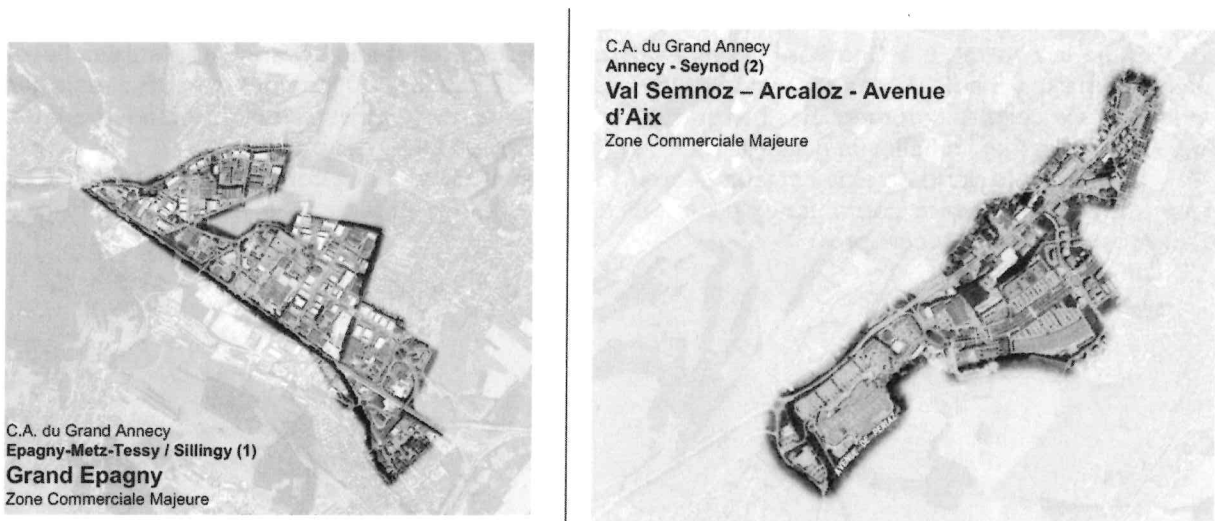 C.A. du Grand Annecy
Epagny-Metz-Tessy / Sillingy (1)
Grand Epagny
Zone Commerciale Majeure
C.A. du Grand Annecy
Annecy - Seynod (2)
Val Semnoz – Arcaloz - Avenue
d'Aix
Zone Commerciale Majeure